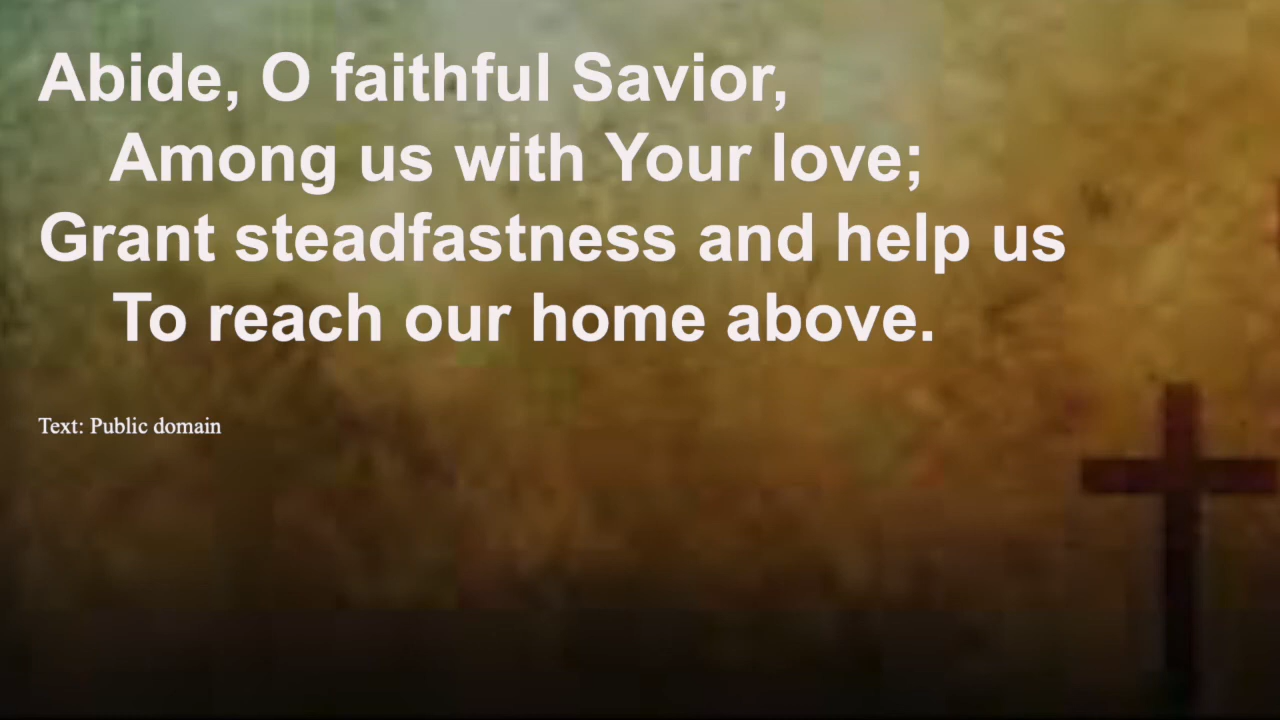 Abide, O faithful Savior,
Among us with Your love;
Grant steadfastness and help us
To reach our home above.
Text: Public domain